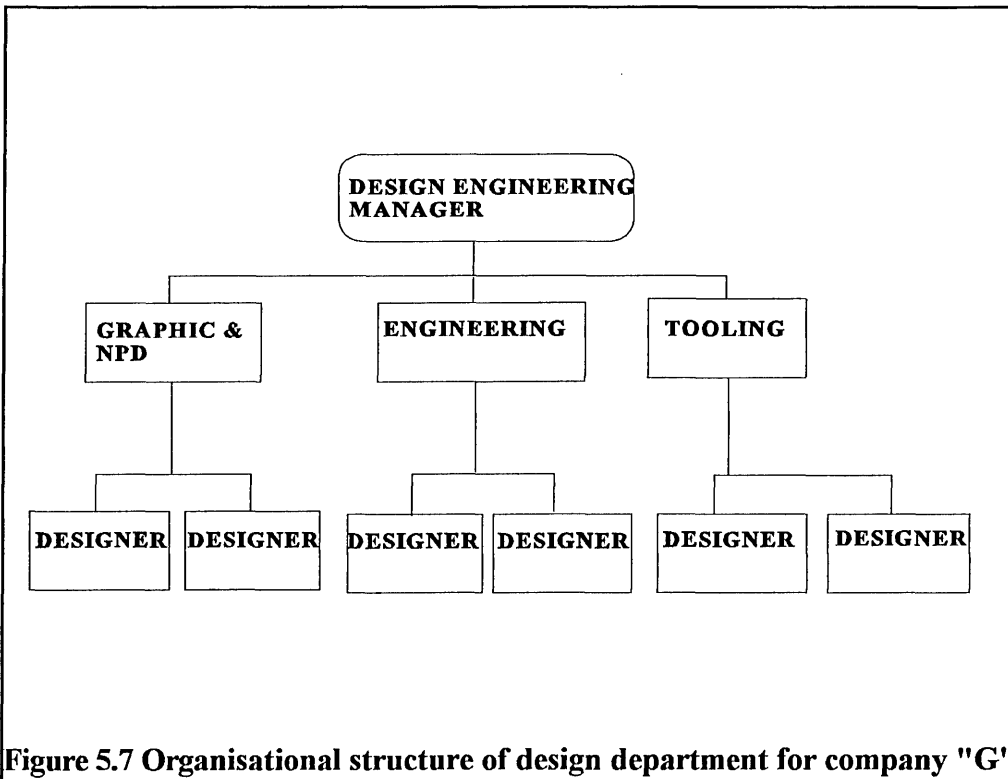 DESIGN ENGINEERING
MANAGER
GRAPHIC &
NPD
ENGINEERING
TOOLING
DESIGNER
DESIGNER
DESIGNER
DESIGNER
DESIGNER
DESIGNER
Figure 5.7 Organisational structure of design department for company "G"